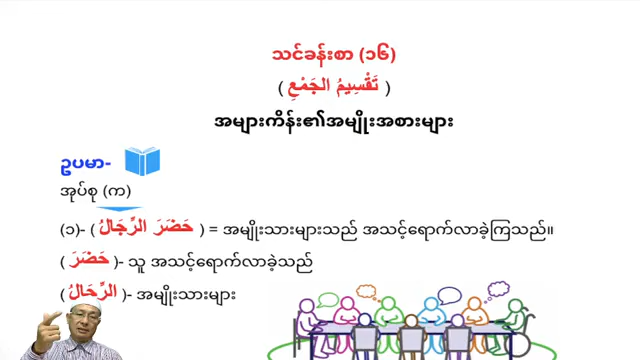 သင်ခန်းစာ (၁၆)
( تَقْسِيمُ الجَمْعِ )
အများကိန်း၏အမျိုးအစားများ
ဥပမာ-
အုပ်စု (က)
(၁)- ( حَضَرَ الرِّجَالُ ) = အမျိုးသားများသည် အသင့်ရောက်လာခဲ့ကြသည်။
( حَضَرَ )- သူ အသင့်ရောက်လာခဲ့သည်
( الرِّجَالُ )- အမျိုးသားများ